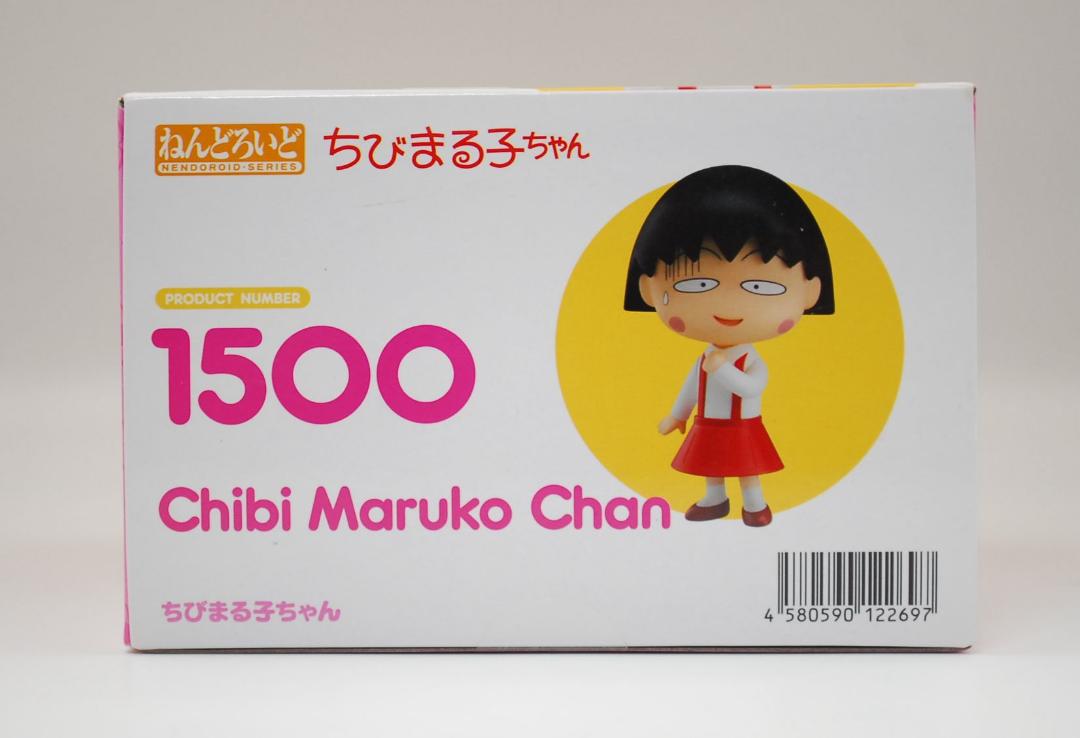 ねんどろいど
NENDOROID·SERIES
ちびまる子ちゃん
PRODUCT NUMBER
1500
Chibi Maruko Chan
ちびまる子ちゃん
4 580590 122697